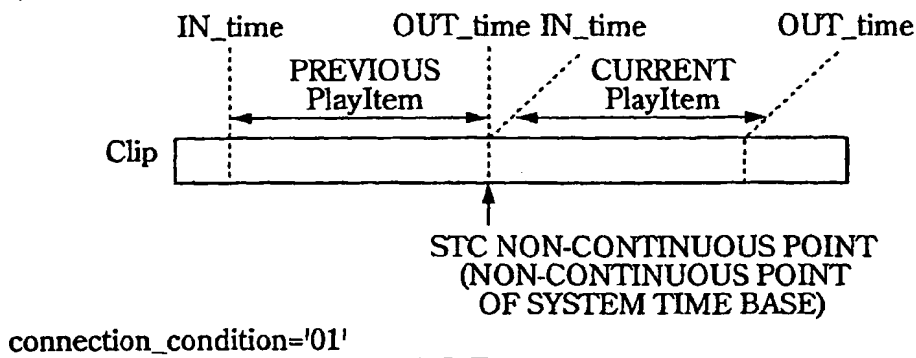 IN_time OUT_time IN_time OUT_time
PREVIOUS CURRENT
PlayItem PlayItem
Clip
STC NON-CONTINUOUS POINT
(NON-CONTINUOUS POINT
OF SYSTEM TIME BASE)
connection_condition='01'